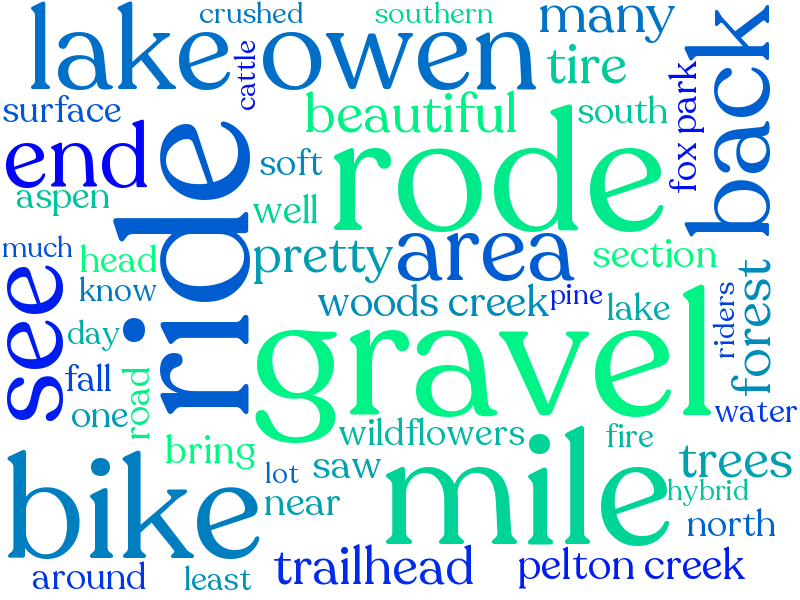 crushed
southern
many
lake owen
cattle
tire
back
surface
beautiful
south
fox park
end
ride
rode
soft
aspen
well
much
head
pretty
area
section
see
know
woods creek
pine
lake
riders
forest
day
gravel
fall
road
one
water
bring
wildflowers
fire
bike
lot
saw
mile
trees
near
hybrid
north
around
least
trailhead
pelton creek